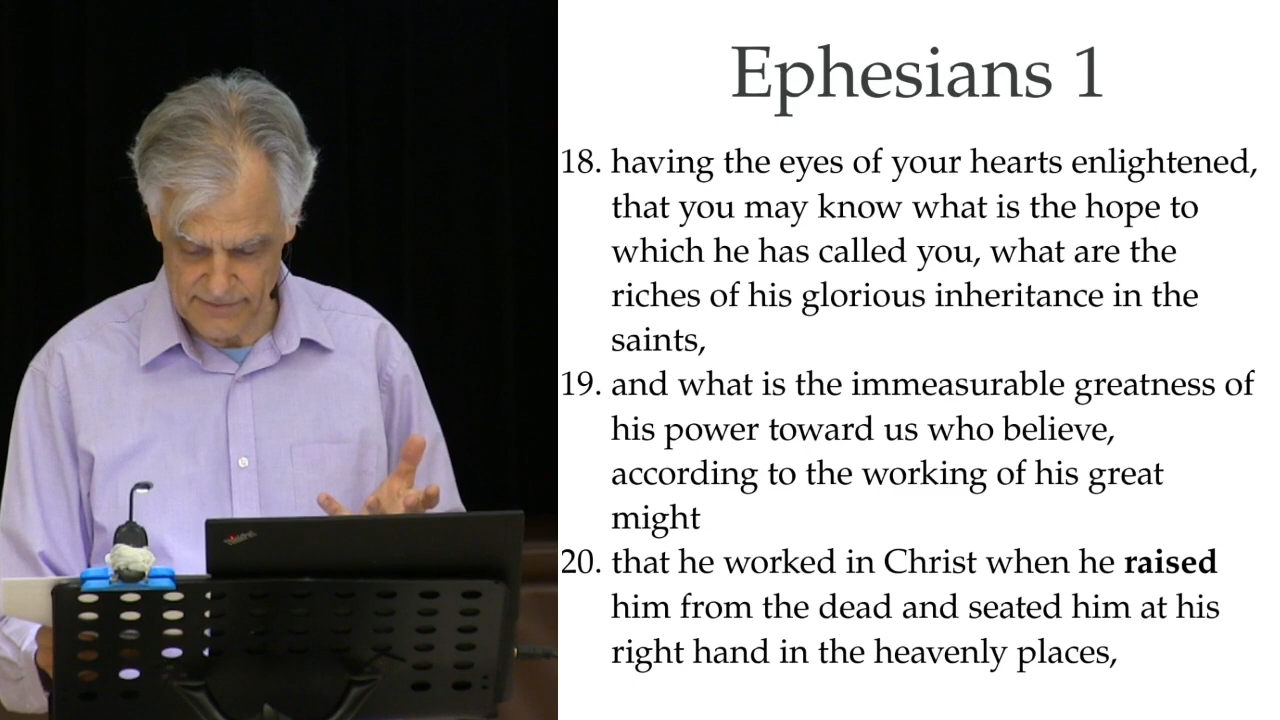 Ephesians 1
18. having the eyes of your hearts enlightened,
that you may know what is the hope to
which he has called you, what are the
riches of his glorious inheritance in the
saints,
19. and what is the immeasurable greatness of
his power toward us who believe,
according to the working of his great
might
20. that he worked in Christ when he raised
him from the dead and seated him at his
right hand in the heavenly places,